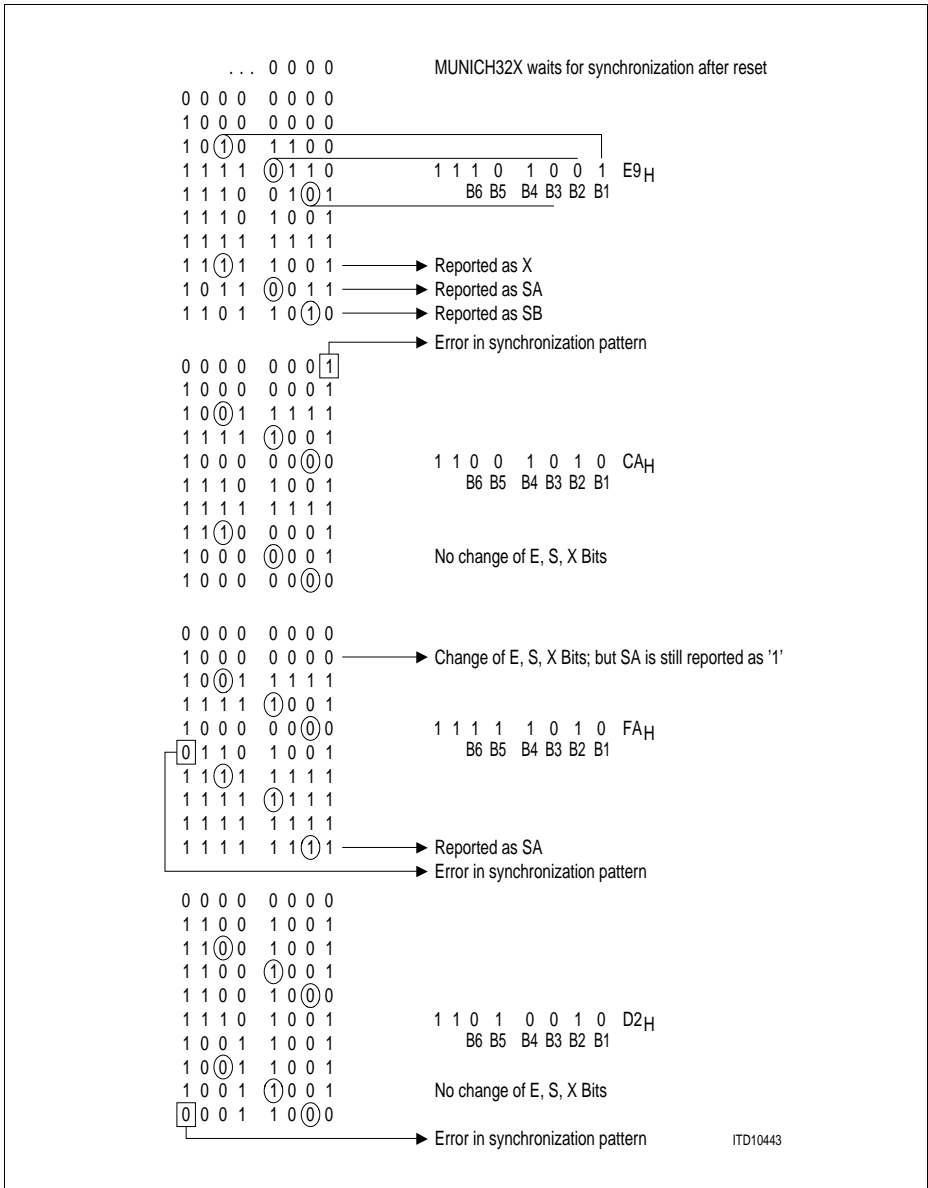 . . . 0 0 0 0 MUNICH32X waits for synchronization after reset
0 0 0 0 0 0 0 0
1 0 0 0 0 0 0 0
1 0 1 0 1 1 0 0
1 1 1 1 0 1 1 0 1 1 1 0 1 0 0 1 E9H
1 1 1 0 0 1 0 1 B6 B5 B4 B3 B2 B1
1 1 1 0 1 0 0 1
1 1 1 1 1 1 1 1
1 1 1 1 1 0 0 1 Reported as X
1 0 1 1 0 0 1 1 Reported as SA
1 1 0 1 1 0 1 0 Reported as SB
Error in synchronization pattern
0 0 0 0 0 0 0 1
1 0 0 0 0 0 0 1
1 0 0 1 1 1 1 1
1 1 1 1 1 0 0 1
1 0 0 0 0 0 0 0 1 1 0 0 1 0 1 0 CAH
1 1 1 0 1 0 0 1 B6 B5 B4 B3 B2 B1
1 1 1 1 1 1 1 1
1 1 1 0 0 0 0 1
1 0 0 0 0 0 0 1 No change of E, S, X Bits
1 0 0 0 0 0 0 0
0 0 0 0 0 0 0 0
1 0 0 0 0 0 0 0 Change of E, S, X Bits; but SA is still reported as '1'
1 0 0 1 1 1 1 1
1 1 1 1 1 0 0 1
1 0 0 0 0 0 0 0 1 1 1 1 1 0 1 0 FAH
0 1 1 0 1 0 0 1 B6 B5 B4 B3 B2 B1
1 1 1 1 1 1 1 1
1 1 1 1 1 1 1 1
1 1 1 1 1 1 1 1
1 1 1 1 1 1 1 1 Reported as SA
Error in synchronization pattern
0 0 0 0 0 0 0 0
1 1 0 0 1 0 0 1
1 1 0 0 1 0 0 1
1 1 0 0 1 0 0 1
1 1 0 0 1 0 0 0
1 1 1 0 1 0 0 1 1 1 0 1 0 0 1 0 D2H
1 0 0 1 1 0 0 1 B6 B5 B4 B3 B2 B1
1 0 0 1 1 0 0 1
1 0 0 1 1 0 0 1 No change of E, S, X Bits
0 0 0 1 1 0 0 0
Error in synchronization pattern ITD10443